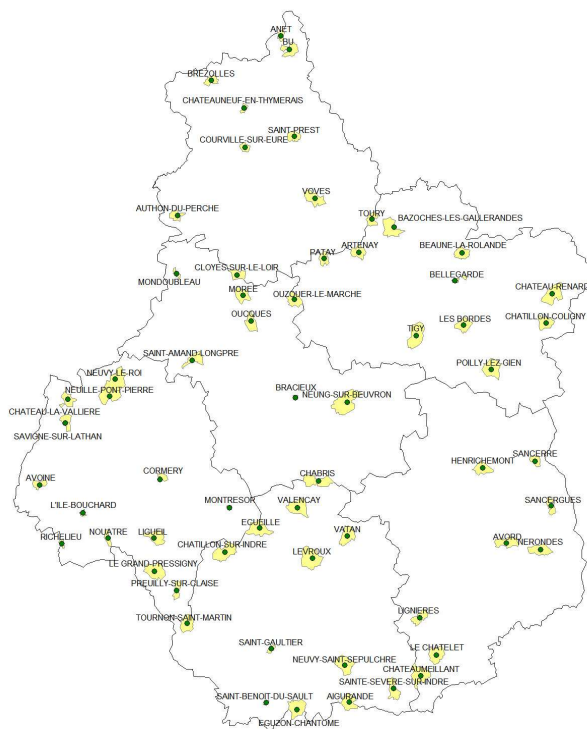 ANET
BU
BREZOLLES
CHATEAUNEUF-EN-THYMERAIS
SAINT-PREST
COURVILLE-SUR-EURE
VOVES
AUTHON-DU-PERCHE
TOURY
BAZOCHES-LES-GALLERANDES
PATAY
ARTENAY
BEAUNE-LA-ROLANDE
CLOYES-SUR-LE-LOIR
MONDOUBLEAU
BELLEGARDE
MOREE
OUZOUER-LE-MARCHE
CHATEAU-RENARD
OUCQUES
LES BORDES
CHATILLON-COLIGNY
TIGY
SAINT-AMAND-LONGPRE
POILLY-LEZ-GIEN
NEUVY-LE-ROI
BRACIEUX
NEUILLE-PONT-PIERRE
NEUNG-SUR-BEUVRON
CHATEAU-LA-VALLIERE
SAVIGNE-SUR-LATHAN
SANCERRE
HENRICHEMONT
CORMERY
CHABRIS
AVOINE
L'ILE-BOUCHARD
MONTRESOR
VALENCAY
SANCERGUES
RICHELIEU
NOUATRE
LIGUEIL
ECUEILLE
VATAN
AVORD
NERONDES
CHATILLON-SUR-INDRE
LEVROUX
LE GRAND-PRESSIGNY
PREUILLY-SUR-CLAISE
LIGNIERES
TOURNON-SAINT-MARTIN
SAINT-GAULTIER
LE CHATELET
NEUVY-SAINT-SEPULCHRE
CHATEAUMEILLANT
SAINTE-SEVERE-SUR-INDRE
SAINT-BENOIT-DU-SAULT
AIGURANDE
EGUZON-CHANTOME